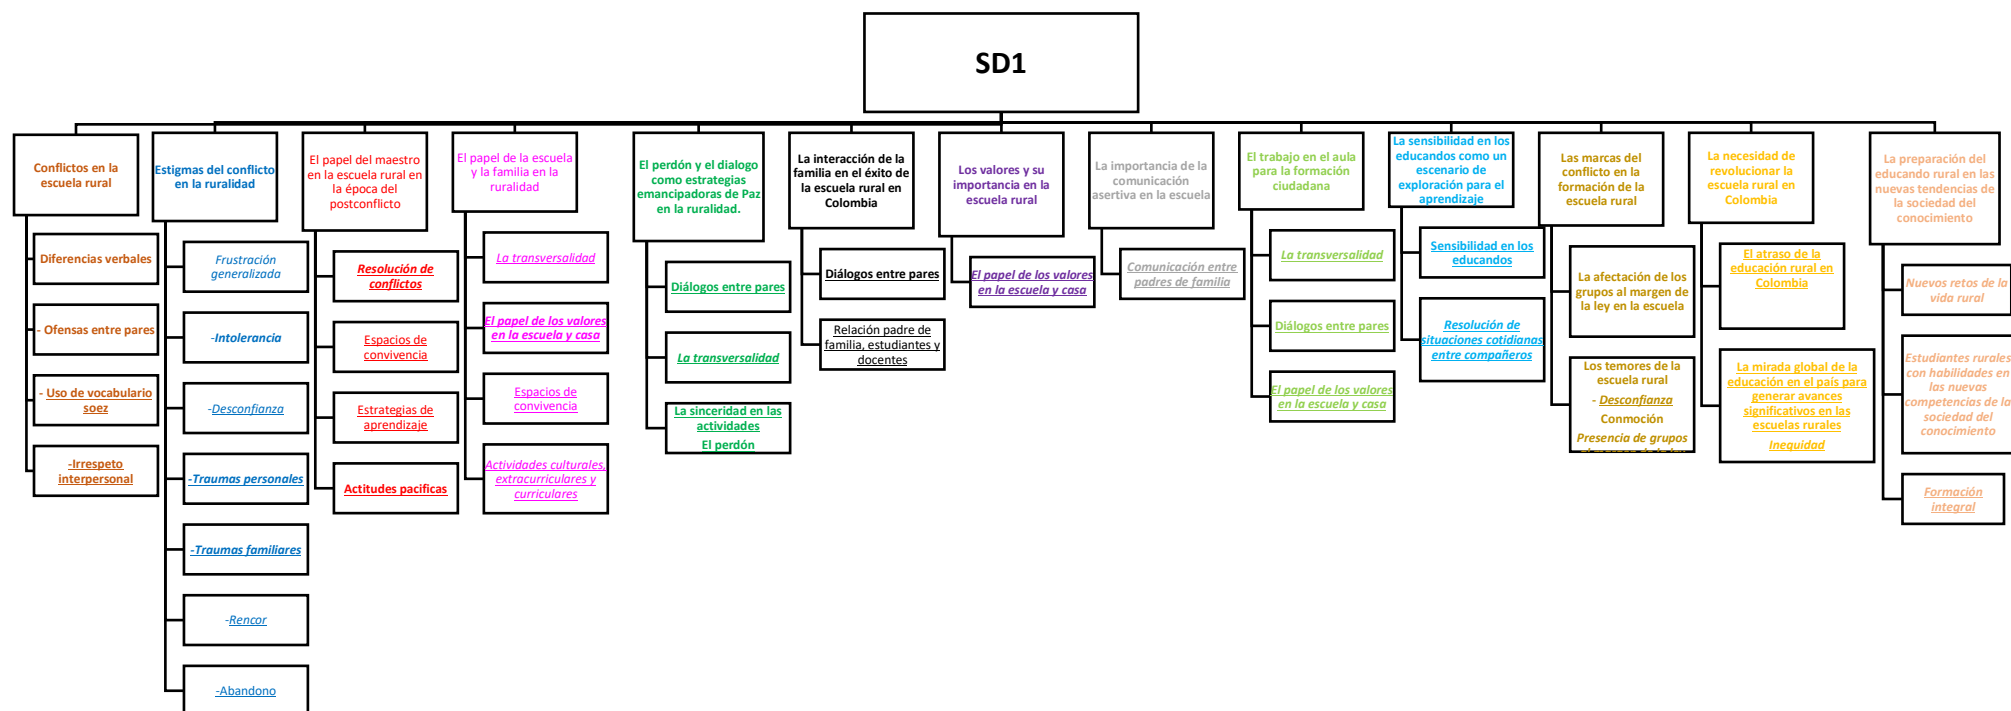 SD1
Conflictos en la
escuela rural
Diferencias verbales
- Ofensas entre pares
- Uso de vocabulario
soez
-Irrespeto
interpersonal
Estigmas del conflicto
en la ruralidad
Frustración
generalizada
-Intolerancia
-Desconfianza
-Traumas personales
-Traumas familiares
-Rencor
-Abandono
El papel del maestro
en la escuela rural en
la época del
postconflicto
Resolución de
conflictos
Espacios de
convivencia
Estrategias de
aprendizaje
Actitudes pacificas
El papel de la escuela
y la familia en la
ruralidad
La transversalidad
El papel de los valores
en la escuela y casa
Espacios de
convivencia
Actividades culturales,
extracurriculares y
curriculares
El perdón y el dialogo
como estrategias
emancipadoras de Paz
en la ruralidad.
Diálogos entre pares
La transversalidad
La sinceridad en las
actividades
El perdón
La interacción de la
familia en el éxito de
la escuela rural en
Colombia
Diálogos entre pares
Relación padre de
familia, estudiantes y
docentes
Los valores y su
importancia en la
escuela rural
El papel de los valores
en la escuela y casa
La importancia de la
comunicación
asertiva en la escuela
Comunicación entre
padres de familia
El trabajo en el aula
para la formación
ciudadana
La transversalidad
Diálogos entre pares
El papel de los valores
en la escuela y casa
La sensibilidad en los
educandos como un
escenario de
exploración para el
aprendizaje
Sensibilidad en los
educandos
Resolución de
situaciones cotidianas
entre compañeros
Las marcas del
conflicto en la
formación de la
escuela rural
La afectación de los
grupos al margen de
la ley en la escuela
Los temores de la
escuela rural
- Desconfianza
Conmoción
Presencia de grupos
La necesidad de
revolucionar la
escuela rural en
Colombia
El atraso de la
educación rural en
Colombia
La mirada global de la
educación en el país para
generar avances
significativos en las
escuelas rurales
Inequidad
La preparación del
educando rural en las
nuevas tendencias de
la sociedad del
conocimiento
Nuevos retos de la
vida rural
Estudiantes rurales
con habilidades en
las nuevas
competencias de la
sociedad del
conocimiento
Formación
integral